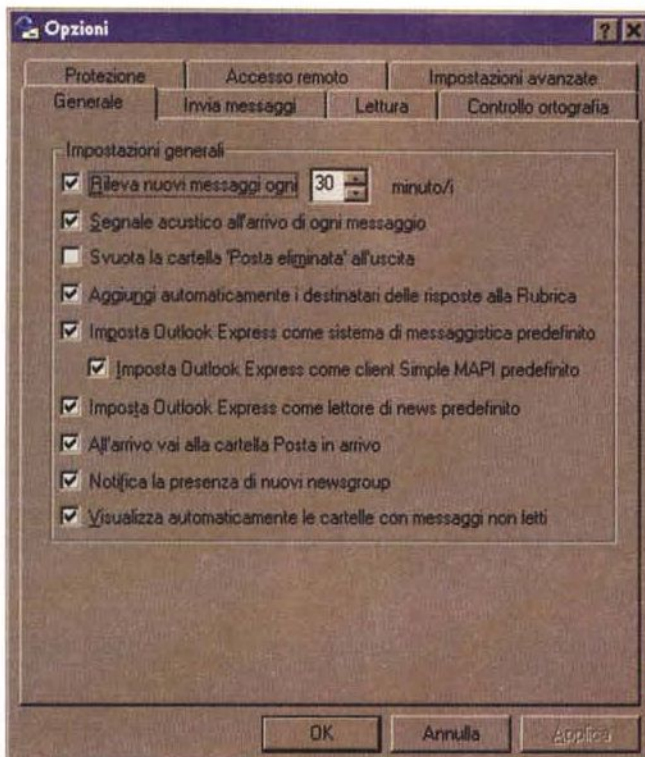 Opzioni
Protezione Accesso remoto Impostazioni avanzate
Generale Invia messaggi Lettura Controllo ortografia
Impostazioni generali
Rileva nuovi messaggi ogni 30 minuto/i
Segnale acustico all'arrivo di ogni messaggio
Svuota la cartella 'Posta eliminata' all'uscita
Aggiungi automaticamente i destinatari delle risposte alla Rubrica
Imposta Outlook Express come sistema di messaggistica predefinito
Imposta Outlook Express come client Simple MAPI predefinito
Imposta Outlook Express come lettore di news predefinito
All'arrivo vai alla cartella Posta in arrivo
Notifica la presenza di nuovi newsgroup
Visualizza automaticamente le cartelle con messaggi non letti
OK Annulla Applica